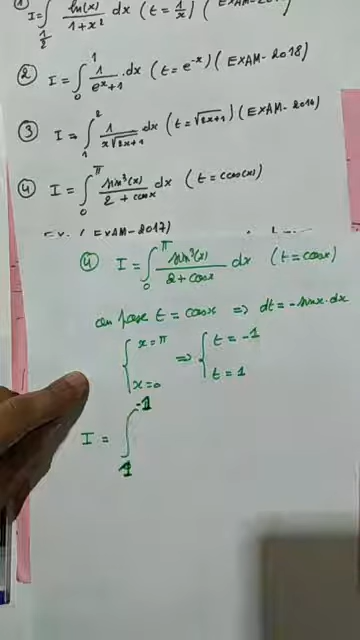 ① I = ∫ 1/2 ln(x)/(1+x²) dx (t = 1/x) (EXAM-
② I = ∫₀¹ 1/(eˣ+1) . dx (t = e⁻ˣ) (EXAM-2018)
③ I = ∫₁² 1/(x√(2x+1)) dx (t = √(2x+1)) (EXAM-
④ I = ∫₀^π sin³(x)/(2 + cosx) dx (t = cos(x))
(EXAM-2017)
4) I = ∫₀^π sin³(x)/(2 + cosx) dx (t = cosx)
on pose t = cosx => dt = -sinx . dx
{ x = π => { t = -1
x = 0 t = 1
I = ∫₁⁻¹